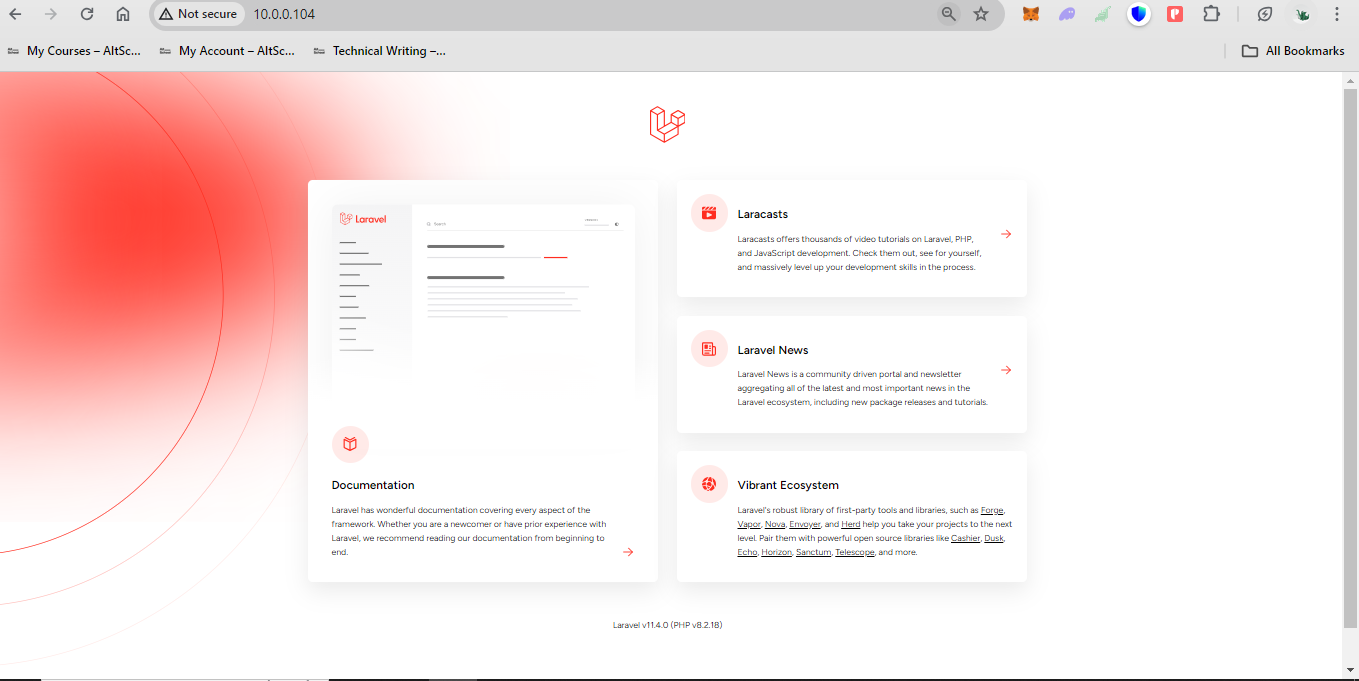 Not secure
10.0.0.104
My Courses – AltSc...
My Account – AltSc...
Technical Writing –...
All Bookmarks
Laravel
Search
Documentation
Laravel has wonderful documentation covering every aspect of the
framework. Whether you are a newcomer or have prior experience with
Laravel, we recommend reading our documentation from beginning to
end.
Laracasts
Laracasts offers thousands of video tutorials on Laravel, PHP,
and JavaScript development. Check them out, see for yourself,
and massively level up your development skills in the process.
Laravel News
Laravel News is a community driven portal and newsletter
aggregating all of the latest and most important news in the
Laravel ecosystem, including new package releases and tutorials.
Vibrant Ecosystem
Laravel's robust library of first-party tools and libraries, such as Forge,
Vapor, Nova, Envoyer, and Herd help you take your projects to the next
level. Pair them with powerful open source libraries like Cashier, Dusk,
Echo, Horizon, Sanctum, Telescope, and more.
Laravel v11.4.0 (PHP v8.2.18)